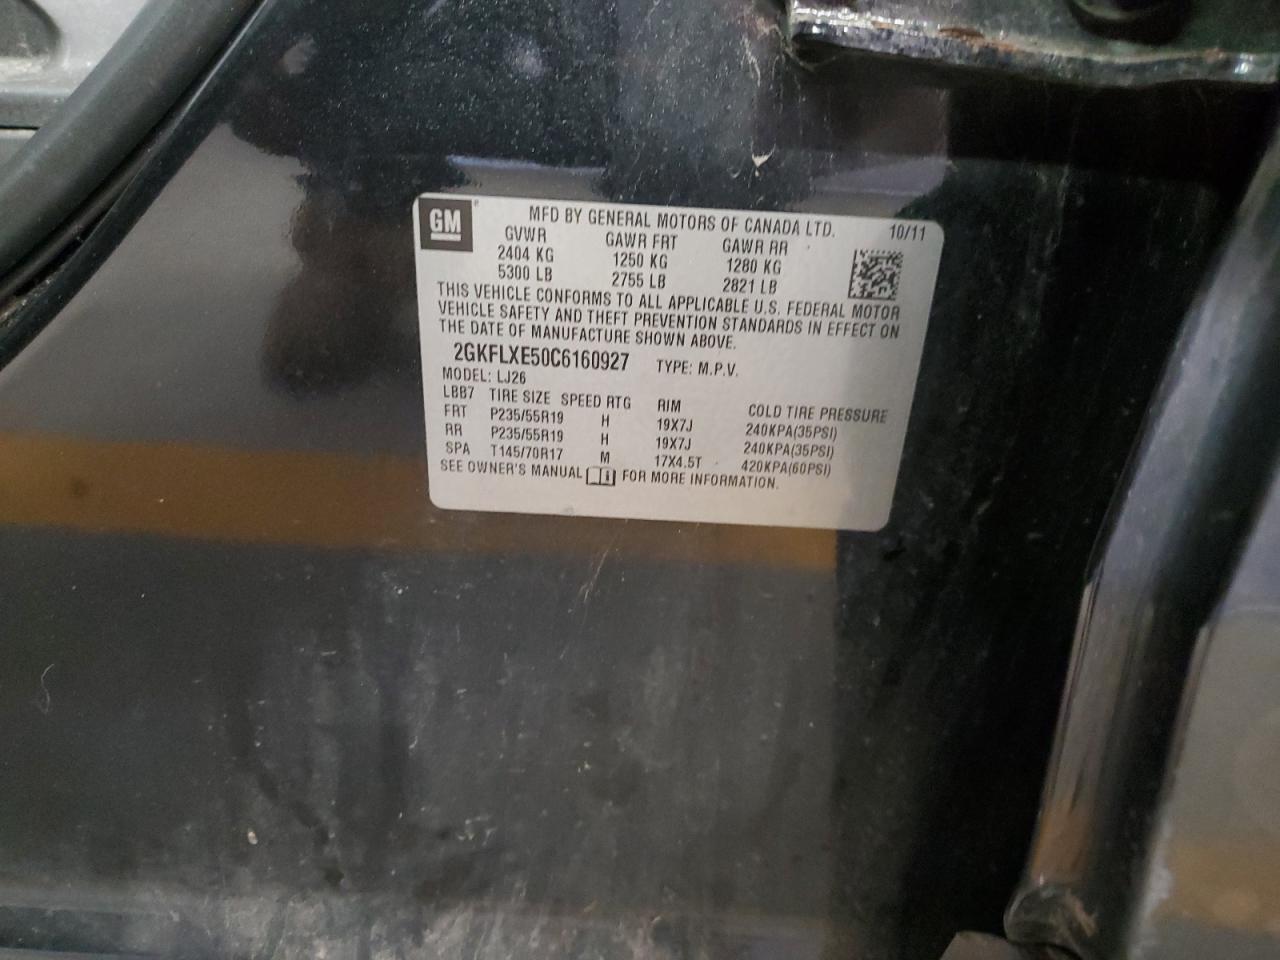 GM MFD BY GENERAL MOTORS OF CANADA LTD. 10/11
GVWR GAWR FRT GAWR RR
2404 KG 1250 KG 1280 KG
5300 LB 2755 LB 2821 LB
THIS VEHICLE CONFORMS TO ALL APPLICABLE U.S. FEDERAL MOTOR
VEHICLE SAFETY AND THEFT PREVENTION STANDARDS IN EFFECT ON
THE DATE OF MANUFACTURE SHOWN ABOVE.
2GKFLXE50C6160927 TYPE: M.P.V.
MODEL: LJ26
LBB7 TIRE SIZE SPEED RTG RIM COLD TIRE PRESSURE
FRT P235/55R19 H 19X7J 240KPA(35PSI)
RR P235/55R19 H 19X7J 240KPA(35PSI)
SPA T145/70R17 M 17X4.5T 420KPA(60PSI)
SEE OWNER'S MANUAL FOR MORE INFORMATION.